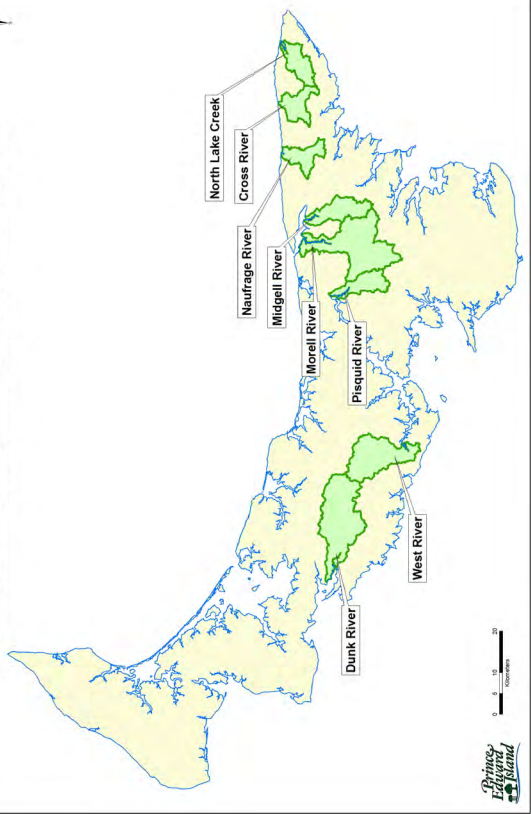 North Lake Creek
Cross River
Naufrage River
Midgell River
Morell River
Pisquid River
West River
Dunk River
0 5 10 20
Kilometers
Prince
Edward
Island